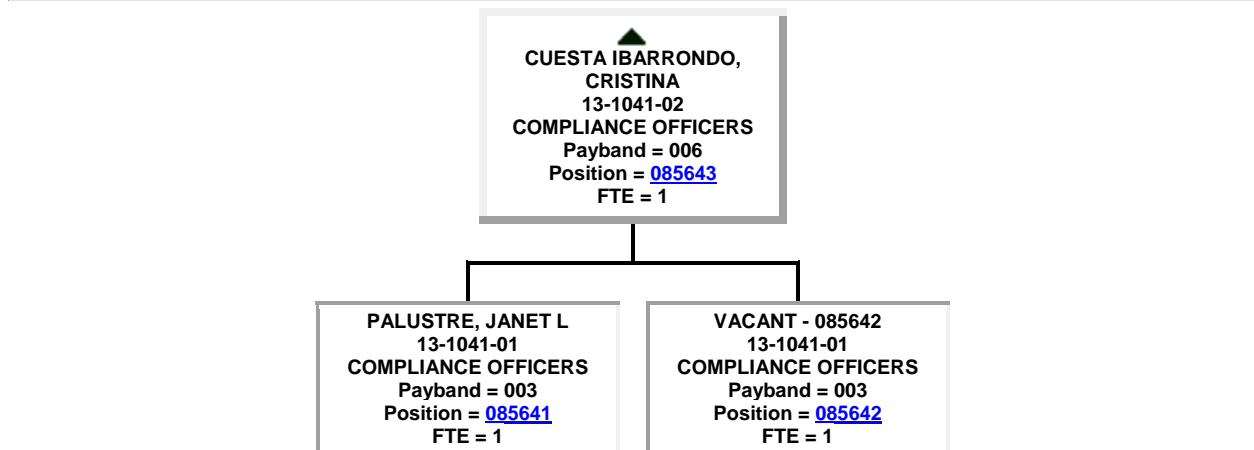 CUESTA IBARRONDO,
CRISTINA
13-1041-02
COMPLIANCE OFFICERS
Payband = 006
Position = 085643
FTE = 1
PALUSTRE, JANET L
13-1041-01
COMPLIANCE OFFICERS
Payband = 003
Position = 085641
FTE = 1
VACANT - 085642
13-1041-01
COMPLIANCE OFFICERS
Payband = 003
Position = 085642
FTE = 1